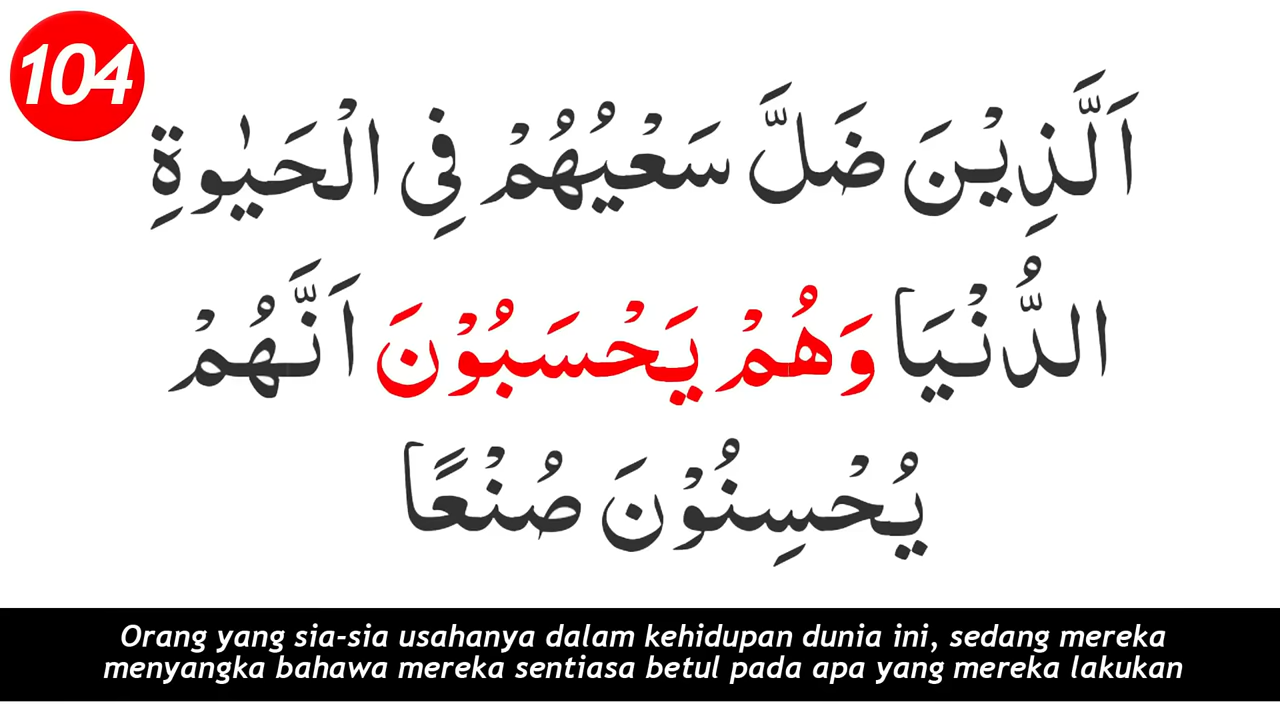 104
اَلَّذِيْنَ ضَلَّ سَعْيُهُمْ فِى الْحَيٰوةِ
الدُّنْيَا وَهُمْ يَحْسَبُوْنَ اَنَّهُمْ
يُحْسِنُوْنَ صُنْعًا
Orang yang sia-sia usahanya dalam kehidupan dunia ini, sedang mereka
menyangka bahawa mereka sentiasa betul pada apa yang mereka lakukan